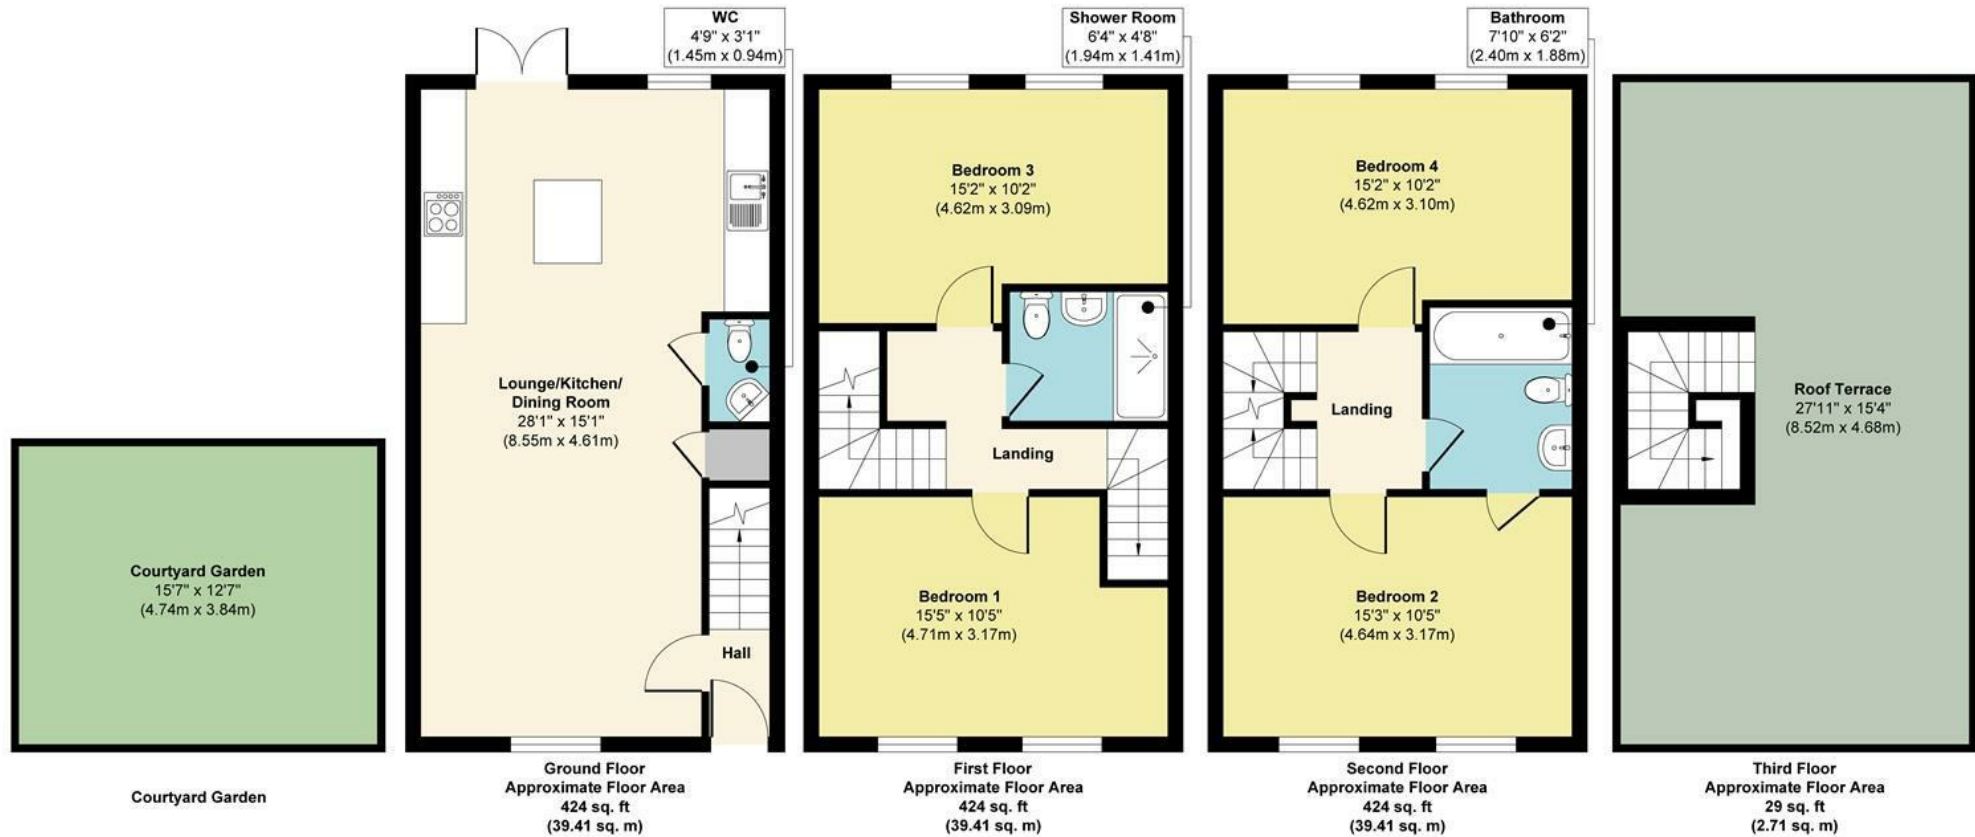 WC
4'9" x 3'1"
(1.45m x 0.94m)
Shower Room
6'4" x 4'8"
(1.94m x 1.41m)
Bathroom
7'10" x 6'2"
(2.40m x 1.88m)
Bedroom 3
15'2" x 10'2"
(4.62m x 3.09m)
Bedroom 4
15'2" x 10'2"
(4.62m x 3.10m)
Lounge/Kitchen/
Dining Room
28'1" x 15'1"
(8.55m x 4.61m)
Landing
Landing
Roof Terrace
27'11" x 15'4"
(8.52m x 4.68m)
Courtyard Garden
15'7" x 12'7"
(4.74m x 3.84m)
Hall
Bedroom 1
15'5" x 10'5"
(4.71m x 3.17m)
Bedroom 2
15'3" x 10'5"
(4.64m x 3.17m)
Courtyard Garden
Ground Floor
Approximate Floor Area
424 sq. ft
(39.41 sq. m)
First Floor
Approximate Floor Area
424 sq. ft
(39.41 sq. m)
Second Floor
Approximate Floor Area
424 sq. ft
(39.41 sq. m)
Third Floor
Approximate Floor Area
29 sq. ft
(2.71 sq. m)